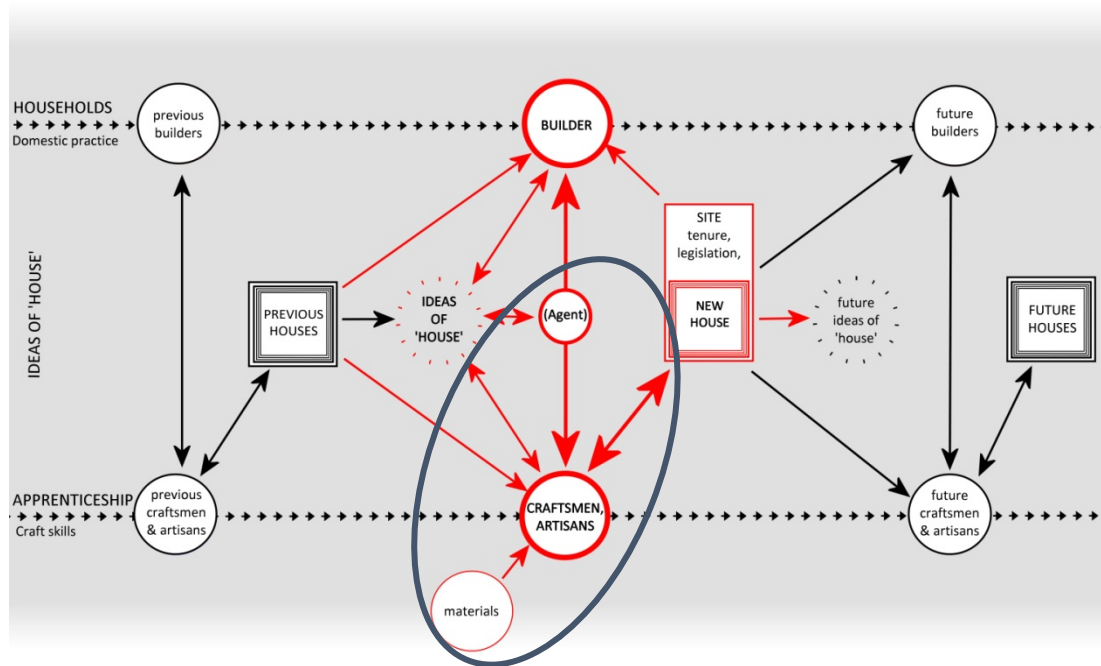 HOUSEHOLDS
Domestic practice
previous
builders
BUILDER
future
builders
SITE
tenure,
legislation,
IDEAS OF 'HOUSE'
PREVIOUS
HOUSES
IDEAS
OF
'HOUSE'
(Agent)
NEW
HOUSE
future
ideas of
'house'
FUTURE
HOUSES
APPRENTICESHIP
Craft skills
previous
craftsmen
& artisans
CRAFTSMEN,
ARTISANS
future
craftsmen
& artisans
materials